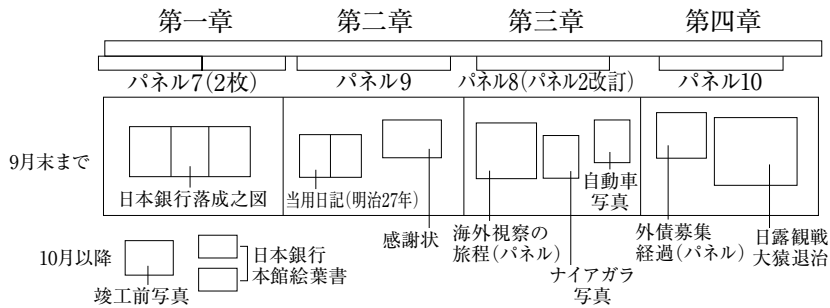 第一章 第二章 第三章 第四章
パネル7(2枚) パネル9 パネル8(パネル2改訂) パネル10
9月末まで
日本銀行落成之図
当用日記(明治27年)
感謝状
海外視察の
旅程(パネル)
ナイアガラ
写真
自動車
写真
外債募集
経過(パネル)
日露観戦
大猿退治
10月以降
竣工前写真
日本銀行
本館絵葉書